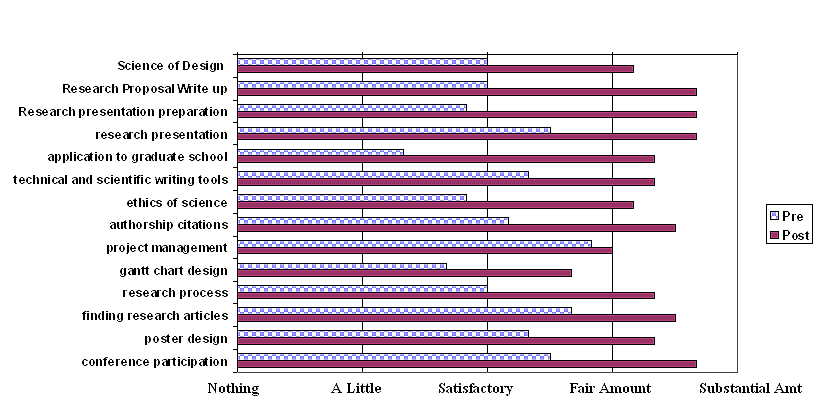 Science of Design
Research Proposal Write up
Research presentation preparation
research presentation
application to graduate school
technical and scientific writing tools
ethics of science
authorship citations
project management
gantt chart design
research process
finding research articles
poster design
conference participation
Pre
Post
Nothing A Little Satisfactory Fair Amount Substantial Amt